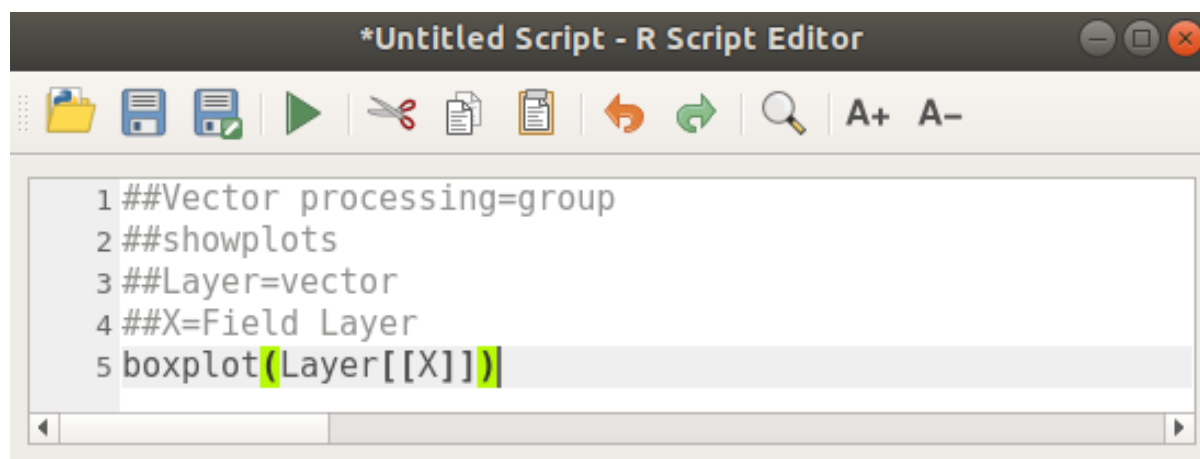 *Untitled Script - R Script Editor
A+ A−
1 ##Vector processing=group
2 ##showplots
3 ##Layer=vector
4 ##X=Field Layer
5 boxplot(Layer[[X]])